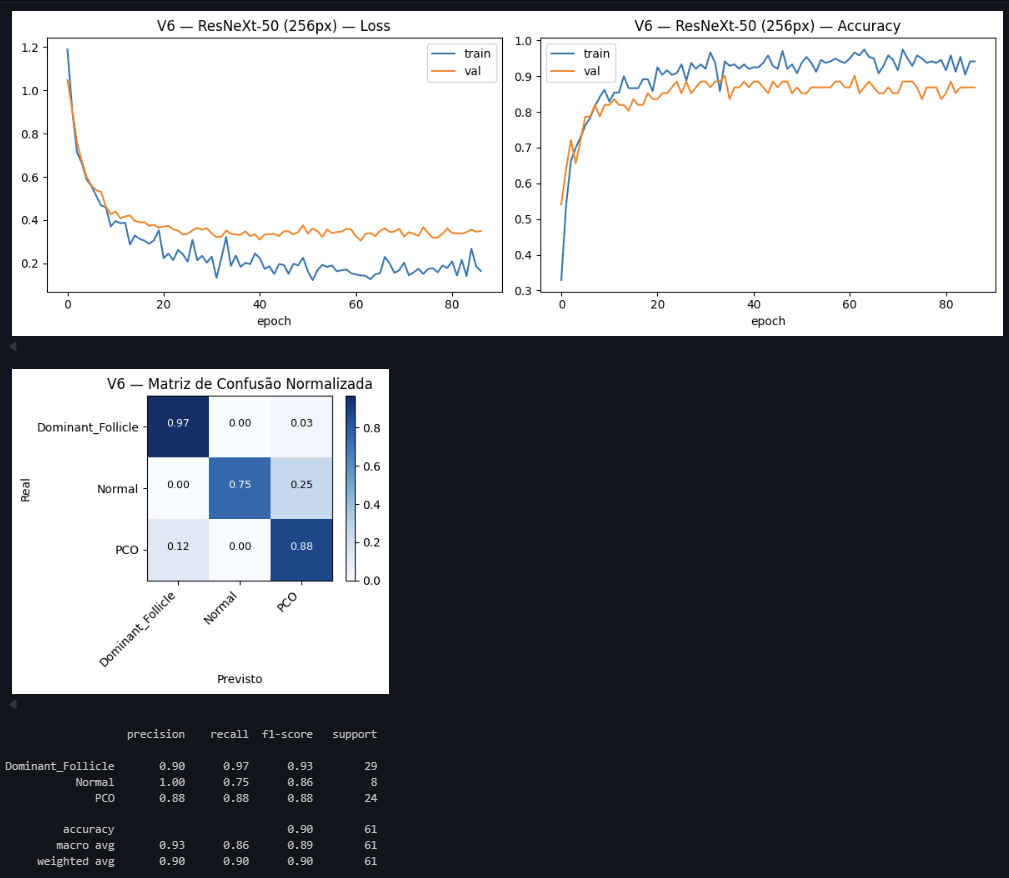 V6 — ResNeXt-50 (256px) — Loss
1.2
1.0
0.8
0.6
0.4
0.2
train
val
0
20
40
60
80
epoch
V6 — ResNeXt-50 (256px) — Accuracy
1.0
0.9
0.8
0.7
0.6
0.5
0.4
0.3
train
val
0
20
40
60
80
epoch
V6 — Matriz de Confusão Normalizada
Real
Dominant_Follicle
0.97 0.00 0.03
Normal
0.00 0.75 0.25
PCO
0.12 0.00 0.88
0.8
0.6
0.4
0.2
0.0
Dominant_Follicle
Normal
PCO
Previsto
precision recall f1-score support
Dominant_Follicle 0.90 0.97 0.93 29
Normal 1.00 0.75 0.86 8
PCO 0.88 0.88 0.88 24
accuracy 0.90 61
macro avg 0.93 0.86 0.89 61
weighted avg 0.90 0.90 0.90 61